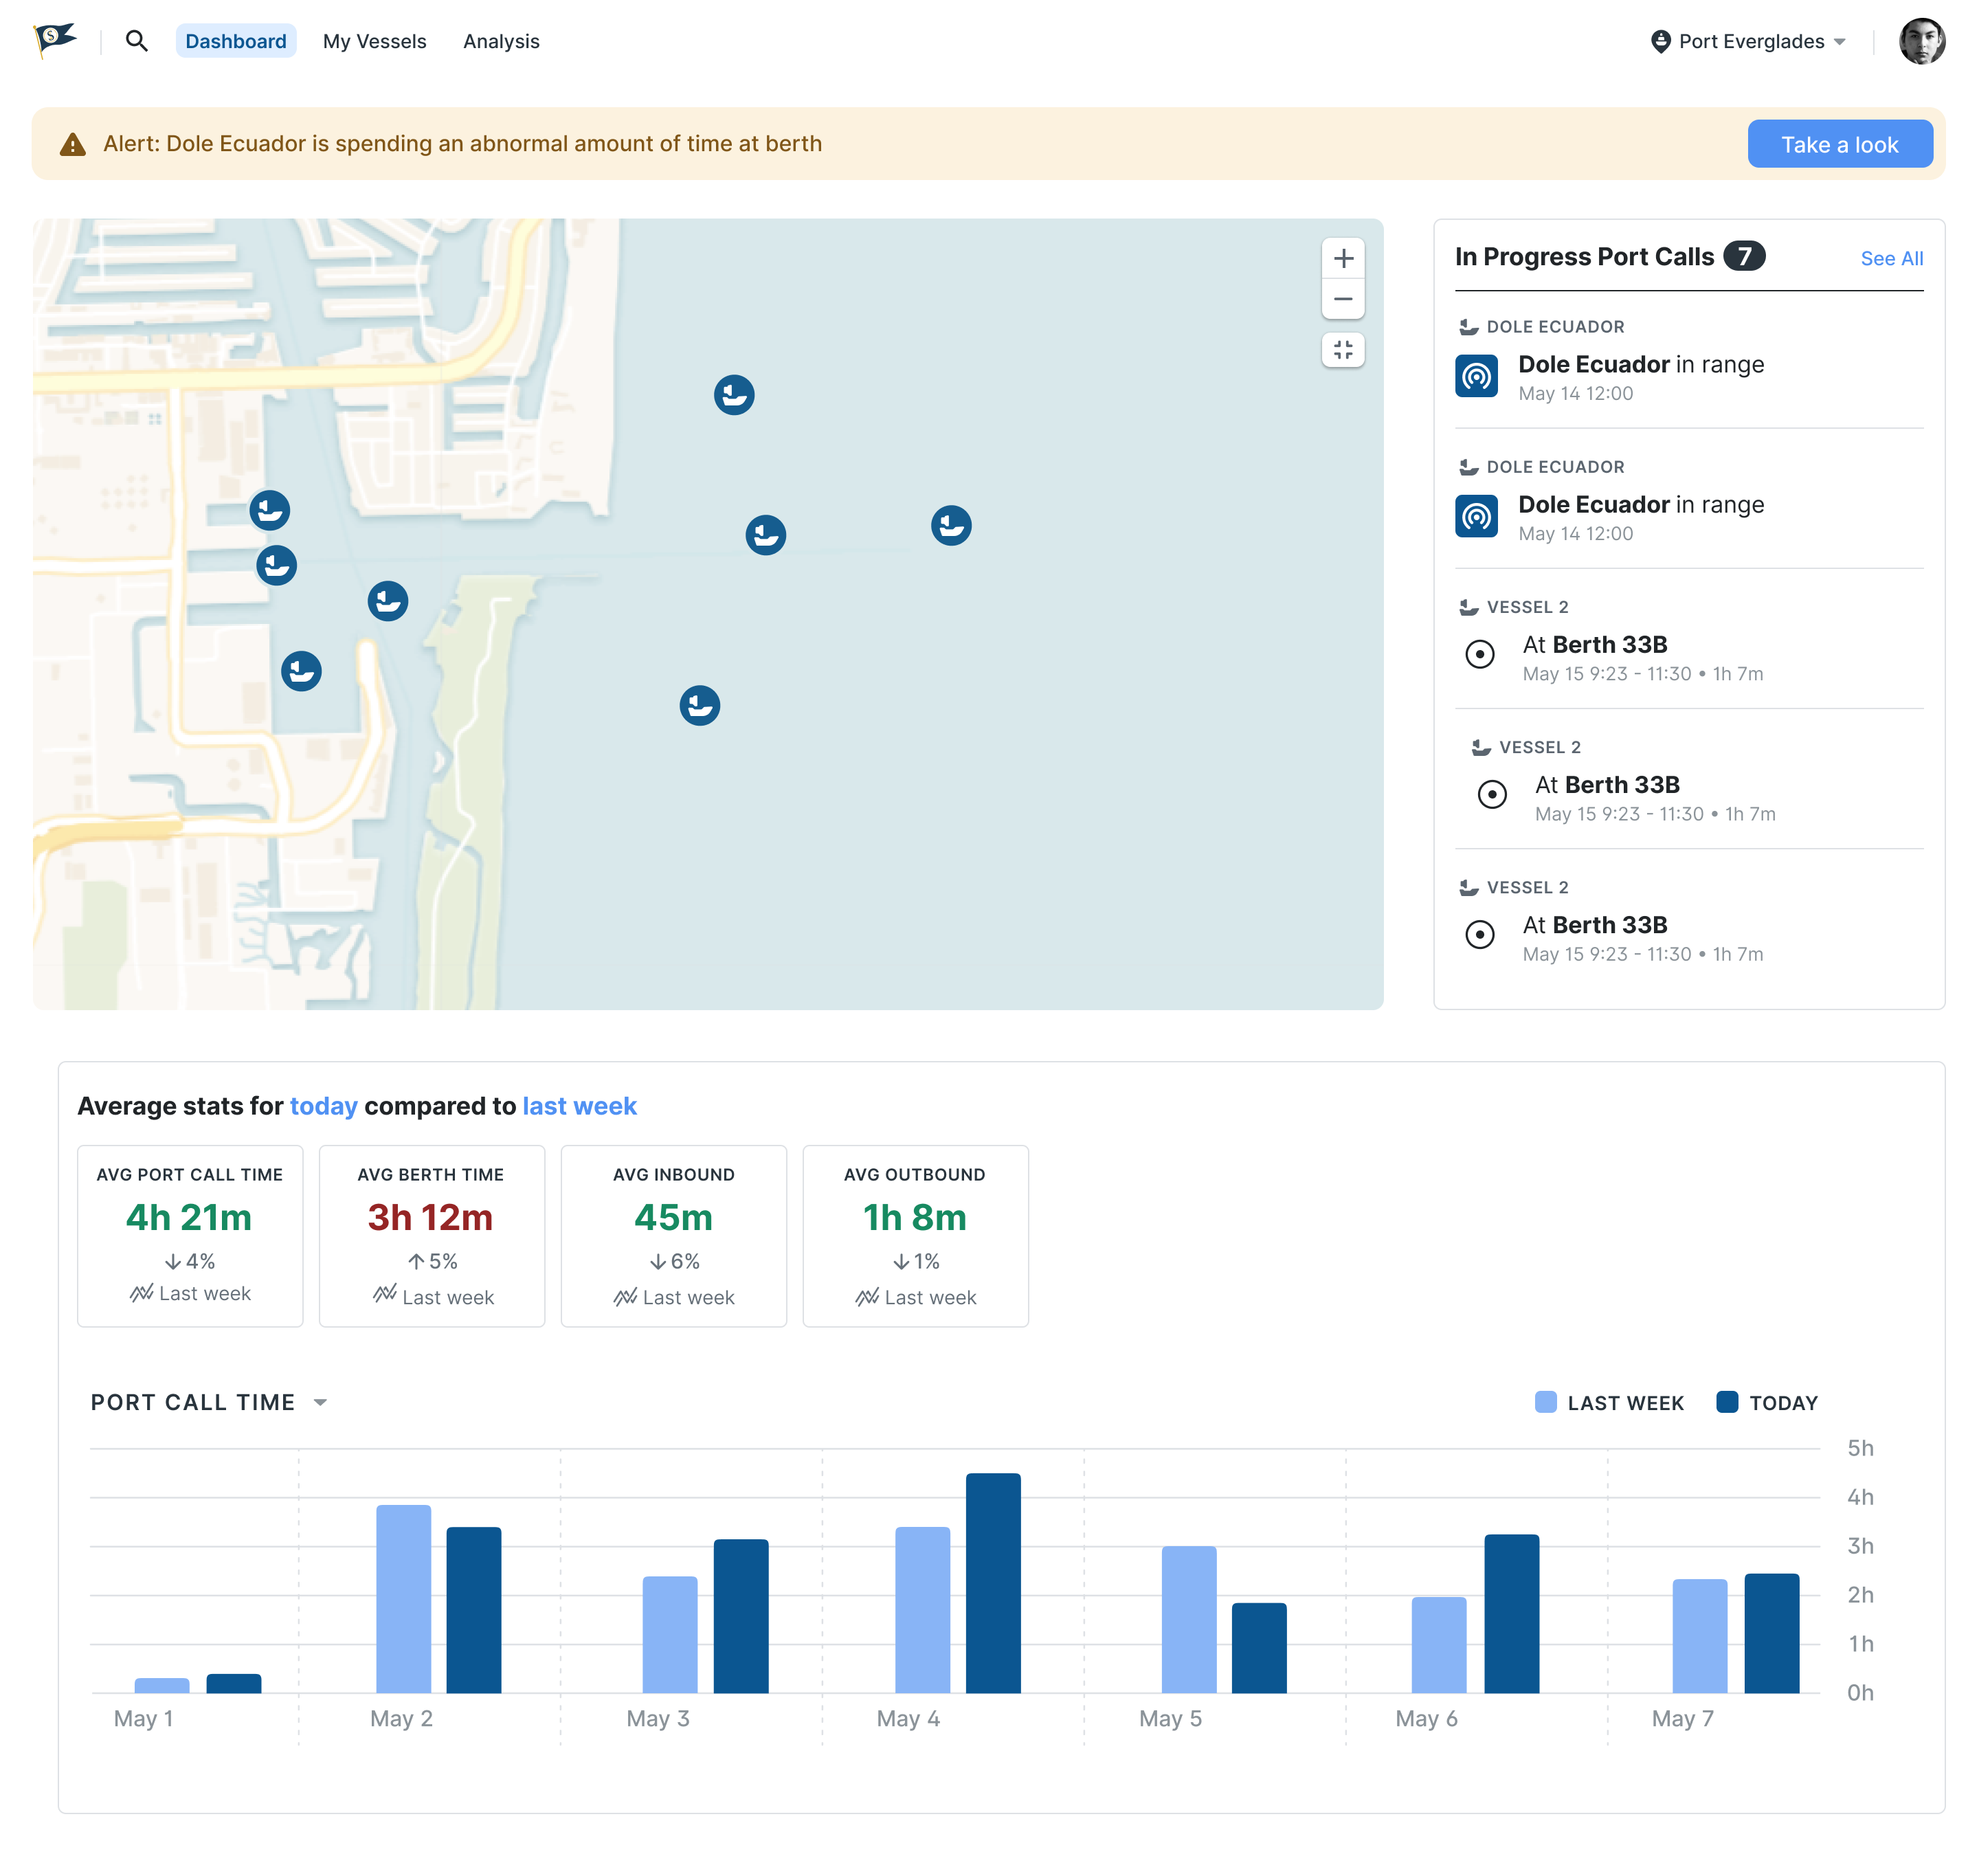 $
Dashboard
My Vessels
Analysis
Port Everglades
Alert: Dole Ecuador is spending an abnormal amount of time at berth
Take a look
In Progress Port Calls 7
See All
DOLE ECUADOR
Dole Ecuador in range
May 14 12:00
DOLE ECUADOR
Dole Ecuador in range
May 14 12:00
VESSEL 2
At Berth 33B
May 15 9:23 - 11:30 • 1h 7m
VESSEL 2
At Berth 33B
May 15 9:23 - 11:30 • 1h 7m
VESSEL 2
At Berth 33B
May 15 9:23 - 11:30 • 1h 7m
Average stats for today compared to last week
AVG PORT CALL TIME
4h 21m
↓4%
Last week
AVG BERTH TIME
3h 12m
↑5%
Last week
AVG INBOUND
45m
↓6%
Last week
AVG OUTBOUND
1h 8m
↓1%
Last week
PORT CALL TIME
LAST WEEK
TODAY
5h
4h
3h
2h
1h
0h
May 1
May 2
May 3
May 4
May 5
May 6
May 7